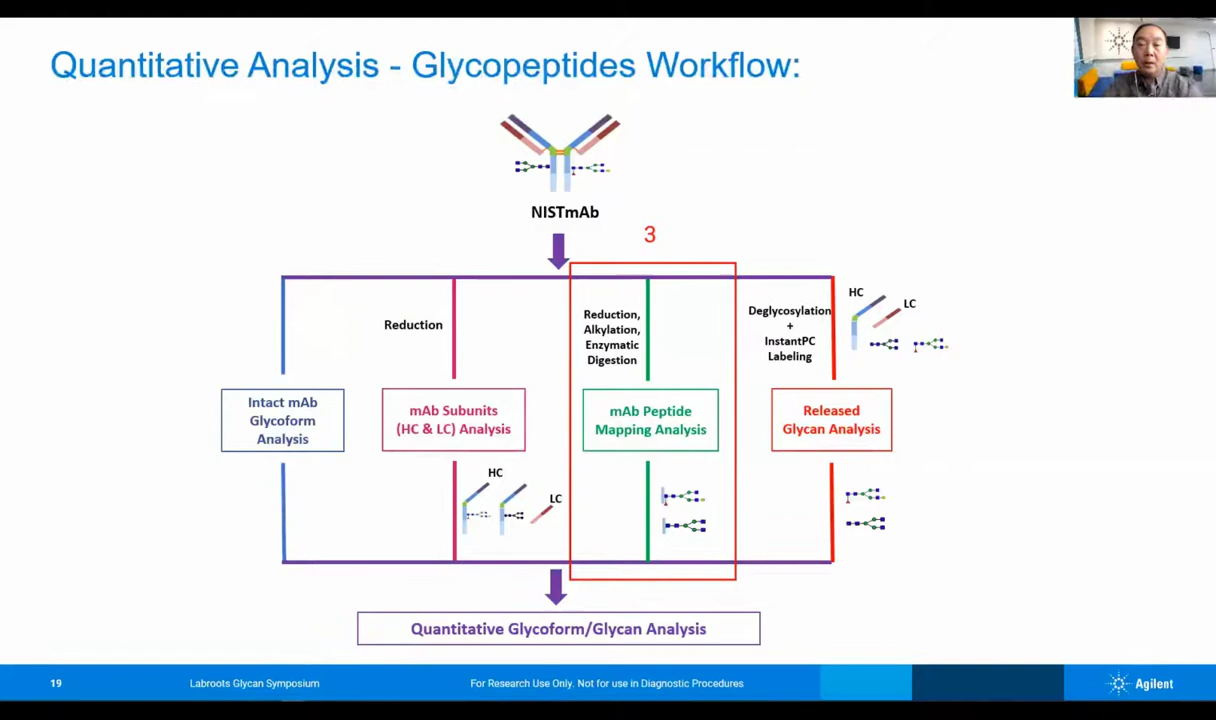 Quantitative Analysis - Glycopeptides Workflow:
NISTmAb
3
Reduction
Reduction,
Alkylation,
Enzymatic
Digestion
Deglycosylation
+
InstantPC
Labeling
HC
LC
Intact mAb
Glycoform
Analysis
mAb Subunits
(HC & LC) Analysis
mAb Peptide
Mapping Analysis
Released
Glycan Analysis
HC
LC
Quantitative Glycoform/Glycan Analysis
19
Labroots Glycan Symposium
For Research Use Only. Not for use in Diagnostic Procedures
Agilent